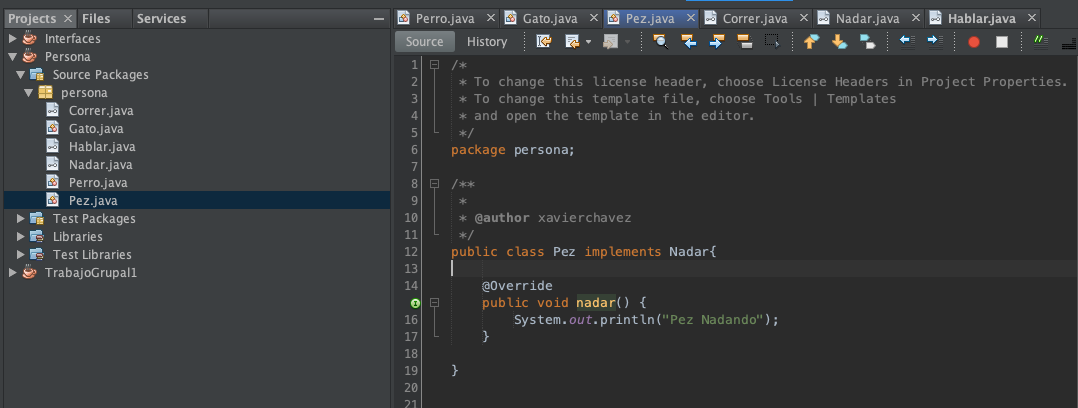 Projects Files Services
Interfaces
Persona
Source Packages
persona
Correr.java
Gato.java
Hablar.java
Nadar.java
Perro.java
Pez.java
Test Packages
Libraries
Test Libraries
TrabajoGrupal1
Perro.java Gato.java Pez.java Correr.java Nadar.java Hablar.java
Source History
1 /*
2  * To change this license header, choose License Headers in Project Properties.
3  * To change this template file, choose Tools | Templates
4  * and open the template in the editor.
5  */
6 package persona;
7
8 /**
9  *
10  * @author xavierchavez
11  */
12 public class Pez implements Nadar{
13
14     @Override
    public void nadar() {
16         System.out.println("Pez Nadando");
17     }
18
19 }
20
21